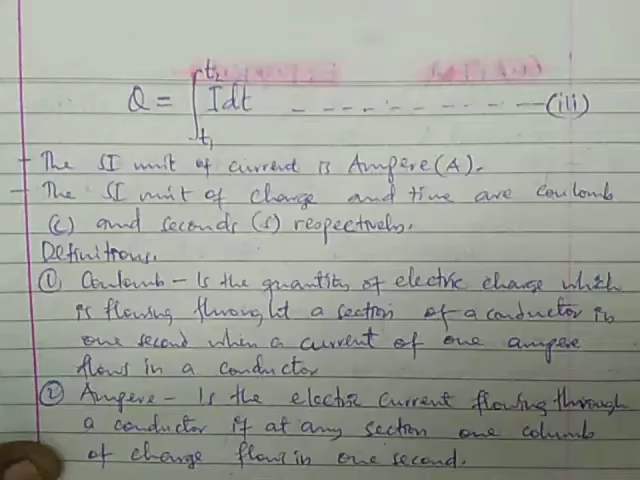 Q = ∫ t₂ t₁ Idt - - - - - - - - - - (iii)
- The SI unit of current is Ampere (A).
- The SI unit of charge and time are coulomb
(c) and seconds (s) respectively.
Definitions.
① Coulomb - Is the quantity of electric charge which
is flowing throught a section of a conductor in
one second when a current of one ampere
flows in a conductor
② Ampere - Is the electric current flowing through
a conductor if at any section one columb
of charge flows in one second.